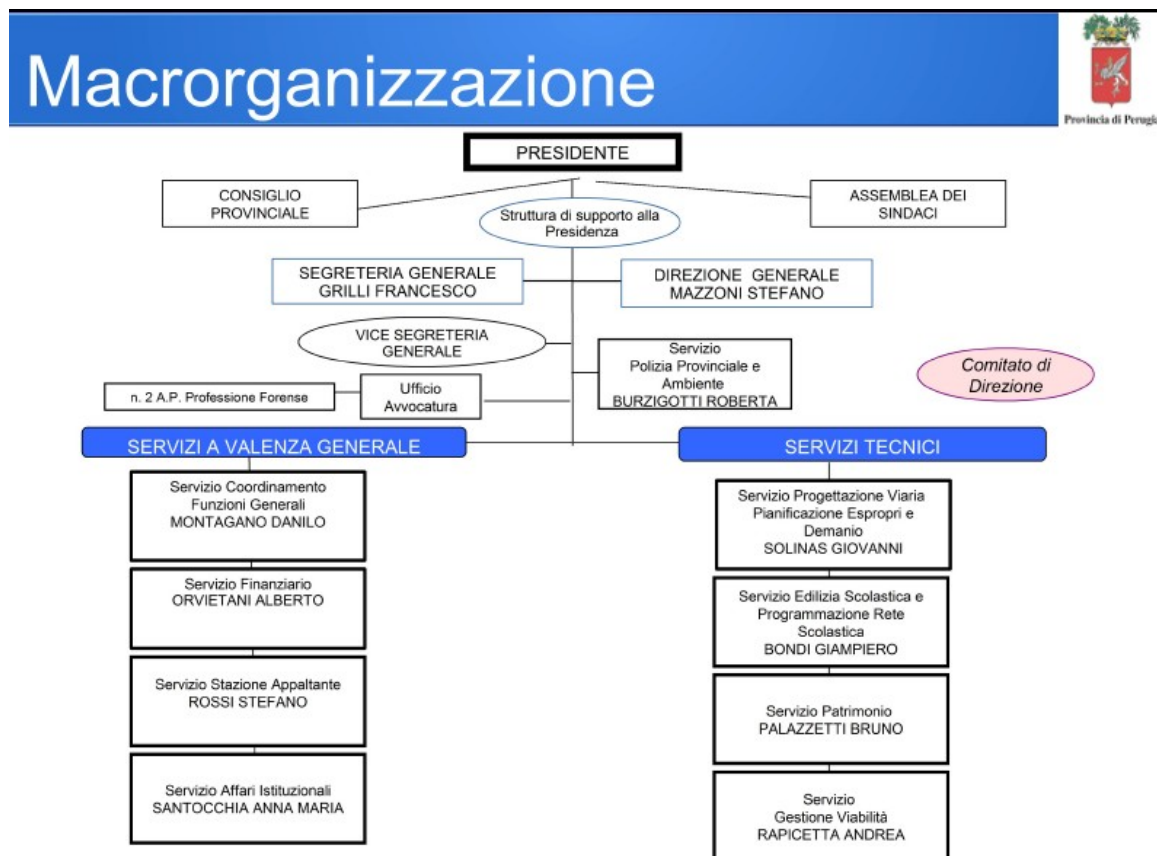 Macrorganizzazione
Provincia di Perugia
PRESIDENTE
CONSIGLIO
PROVINCIALE
ASSEMBLEA DEI
SINDACI
Struttura di supporto alla
Presidenza
SEGRETERIA GENERALE
GRILLI FRANCESCO
DIREZIONE GENERALE
MAZZONI STEFANO
VICE SEGRETERIA
GENERALE
Servizio
Polizia Provinciale e
Ambiente
BURZIGOTTI ROBERTA
Comitato di
Direzione
n. 2 A.P. Professione Forense
Ufficio
Avvocatura
SERVIZI A VALENZA GENERALE
SERVIZI TECNICI
Servizio Coordinamento
Funzioni Generali
MONTAGANO DANILO
Servizio Finanziario
ORVIETANI ALBERTO
Servizio Stazione Appaltante
ROSSI STEFANO
Servizio Affari Istituzionali
SANTOCCHIA ANNA MARIA
Servizio Progettazione Viaria
Pianificazione Espropri e
Demanio
SOLINAS GIOVANNI
Servizio Edilizia Scolastica e
Programmazione Rete
Scolastica
BONDI GIAMPIERO
Servizio Patrimonio
PALAZZETTI BRUNO
Servizio
Gestione Viabilità
RAPICETTA ANDREA